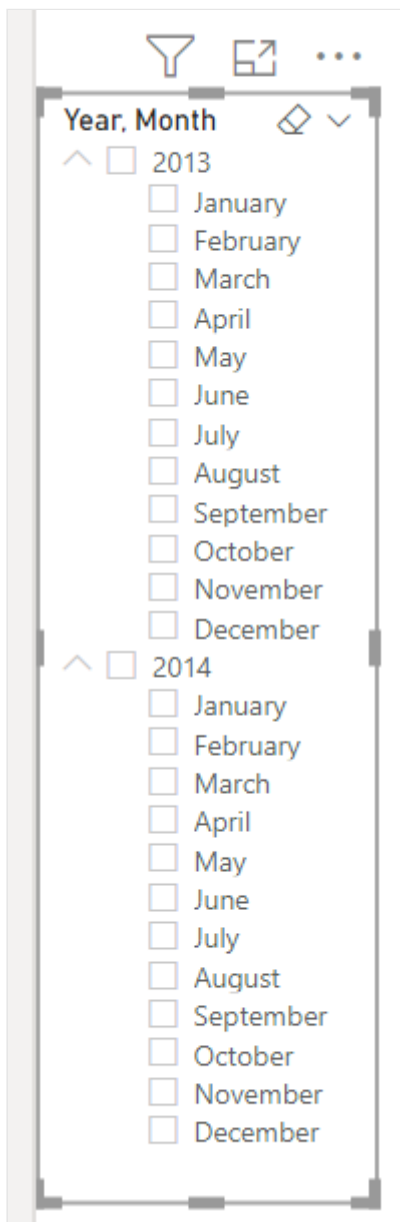 Year, Month
2013
January
February
March
April
May
June
July
August
September
October
November
December
2014
January
February
March
April
May
June
July
August
September
October
November
December